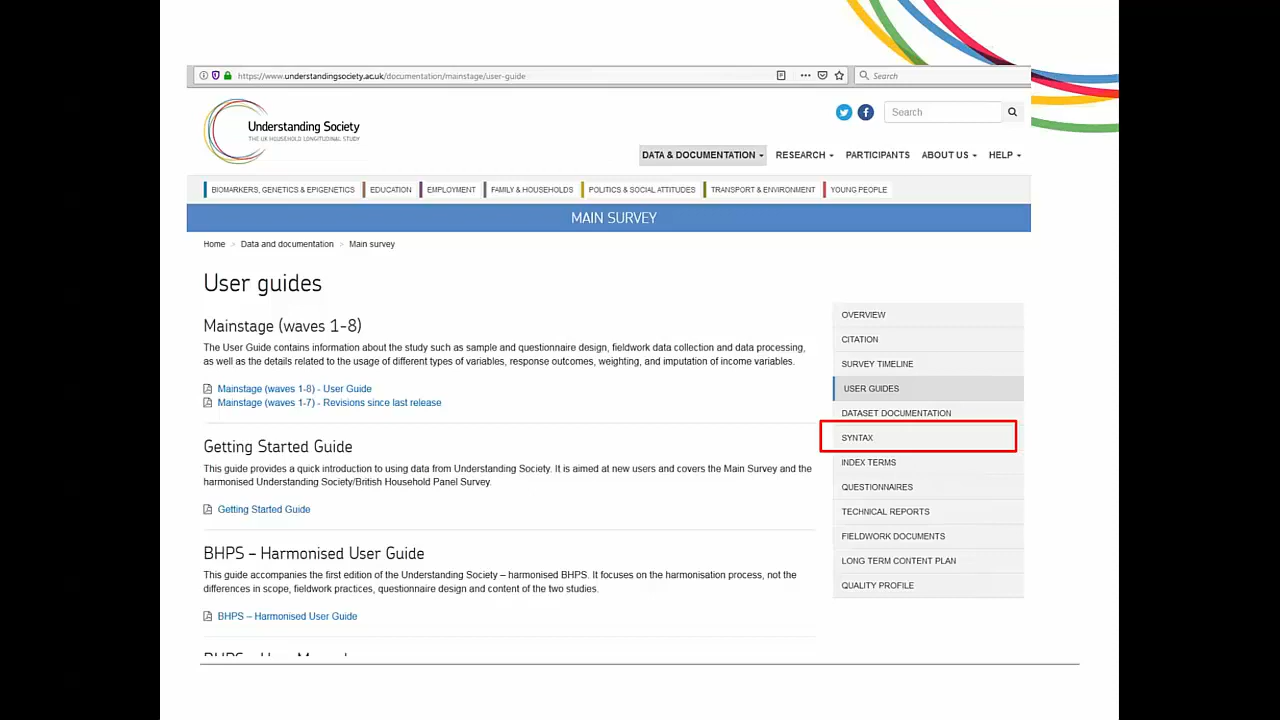 https://www.understandingsociety.ac.uk/documentation/mainstage/user-guide
Search
Understanding Society
THE UK HOUSEHOLD LONGITUDINAL STUDY
Search
DATA & DOCUMENTATION RESEARCH PARTICIPANTS ABOUT US HELP
BIOMARKERS, GENETICS & EPIGENETICS EDUCATION EMPLOYMENT FAMILY & HOUSEHOLDS POLITICS & SOCIAL ATTITUDES TRANSPORT & ENVIRONMENT YOUNG PEOPLE
MAIN SURVEY
Home > Data and documentation > Main survey
User guides
Mainstage (waves 1-8)
The User Guide contains information about the study such as sample and questionnaire design, fieldwork data collection and data processing,
as well as the details related to the usage of different types of variables, response outcomes, weighting, and imputation of income variables.
Mainstage (waves 1-8) - User Guide
Mainstage (waves 1-7) - Revisions since last release
Getting Started Guide
This guide provides a quick introduction to using data from Understanding Society. It is aimed at new users and covers the Main Survey and the
harmonised Understanding Society/British Household Panel Survey.
Getting Started Guide
BHPS – Harmonised User Guide
This guide accompanies the first edition of the Understanding Society – harmonised BHPS. It focuses on the harmonisation process, not the
differences in scope, fieldwork practices, questionnaire design and content of the two studies.
BHPS – Harmonised User Guide
OVERVIEW
CITATION
SURVEY TIMELINE
USER GUIDES
DATASET DOCUMENTATION
SYNTAX
INDEX TERMS
QUESTIONNAIRES
TECHNICAL REPORTS
FIELDWORK DOCUMENTS
LONG TERM CONTENT PLAN
QUALITY PROFILE